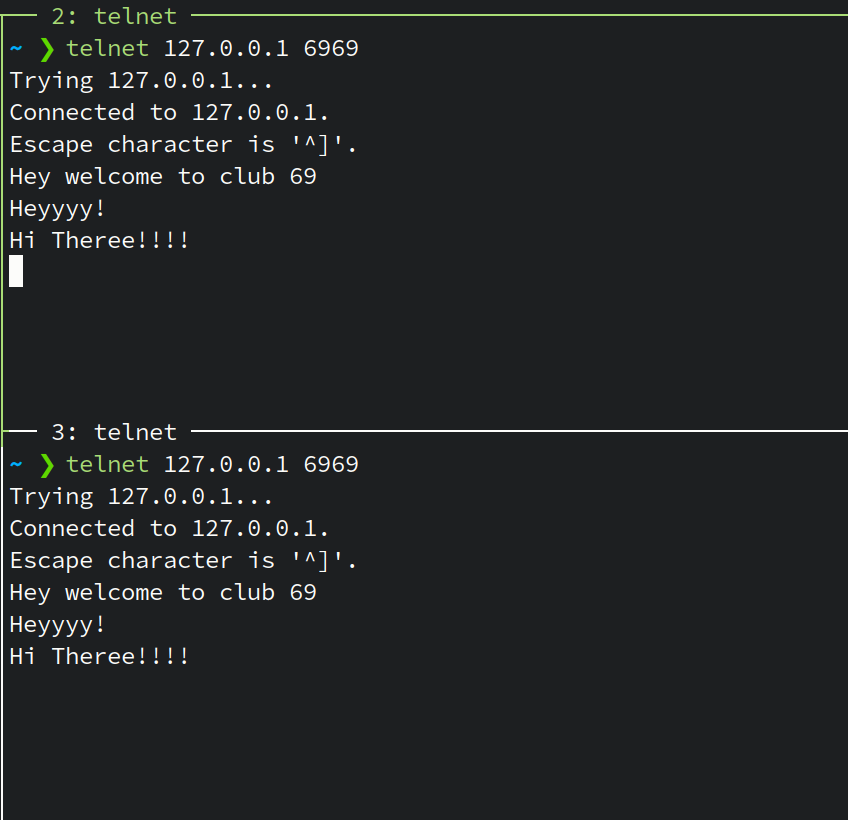 2: telnet
~ ❯ telnet 127.0.0.1 6969
Trying 127.0.0.1...
Connected to 127.0.0.1.
Escape character is '^]'.
Hey welcome to club 69
Heyyyy!
Hi Theree!!!!
3: telnet
~ ❯ telnet 127.0.0.1 6969
Trying 127.0.0.1...
Connected to 127.0.0.1.
Escape character is '^]'.
Hey welcome to club 69
Heyyyy!
Hi Theree!!!!